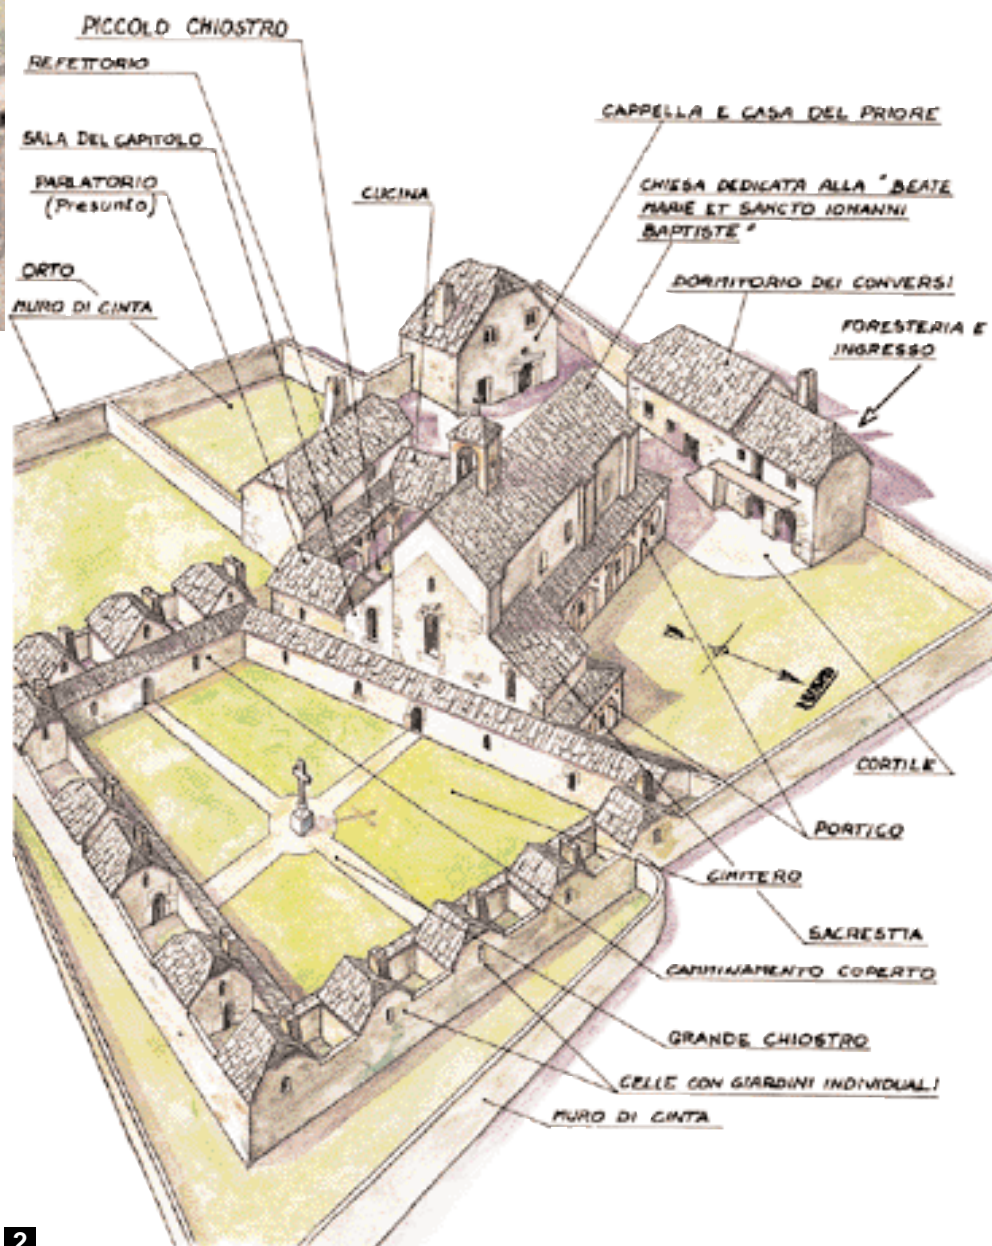 PICCOLO CHIOSTRO
REFETTORIO
SALA DEL CAPITOLO
PARLATORIO
(Presunto)
CUCINA
ORTO
MURO DI CINTA
CAPPELLA E CASA DEL PRIORE
CHIESA DEDICATA ALLA "BEATE
MARIE ET SANCTO IOHANNI
BAPTISTE"
DORMITORIO DEI CONVERSI
FORESTERIA E
INGRESSO
CORTILE
PORTICO
CIMITERO
SACRESTIA
CAMMINAMENTO COPERTO
GRANDE CHIOSTRO
CELLE CON GIARDINI INDIVIDUALI
MURO DI CINTA
2